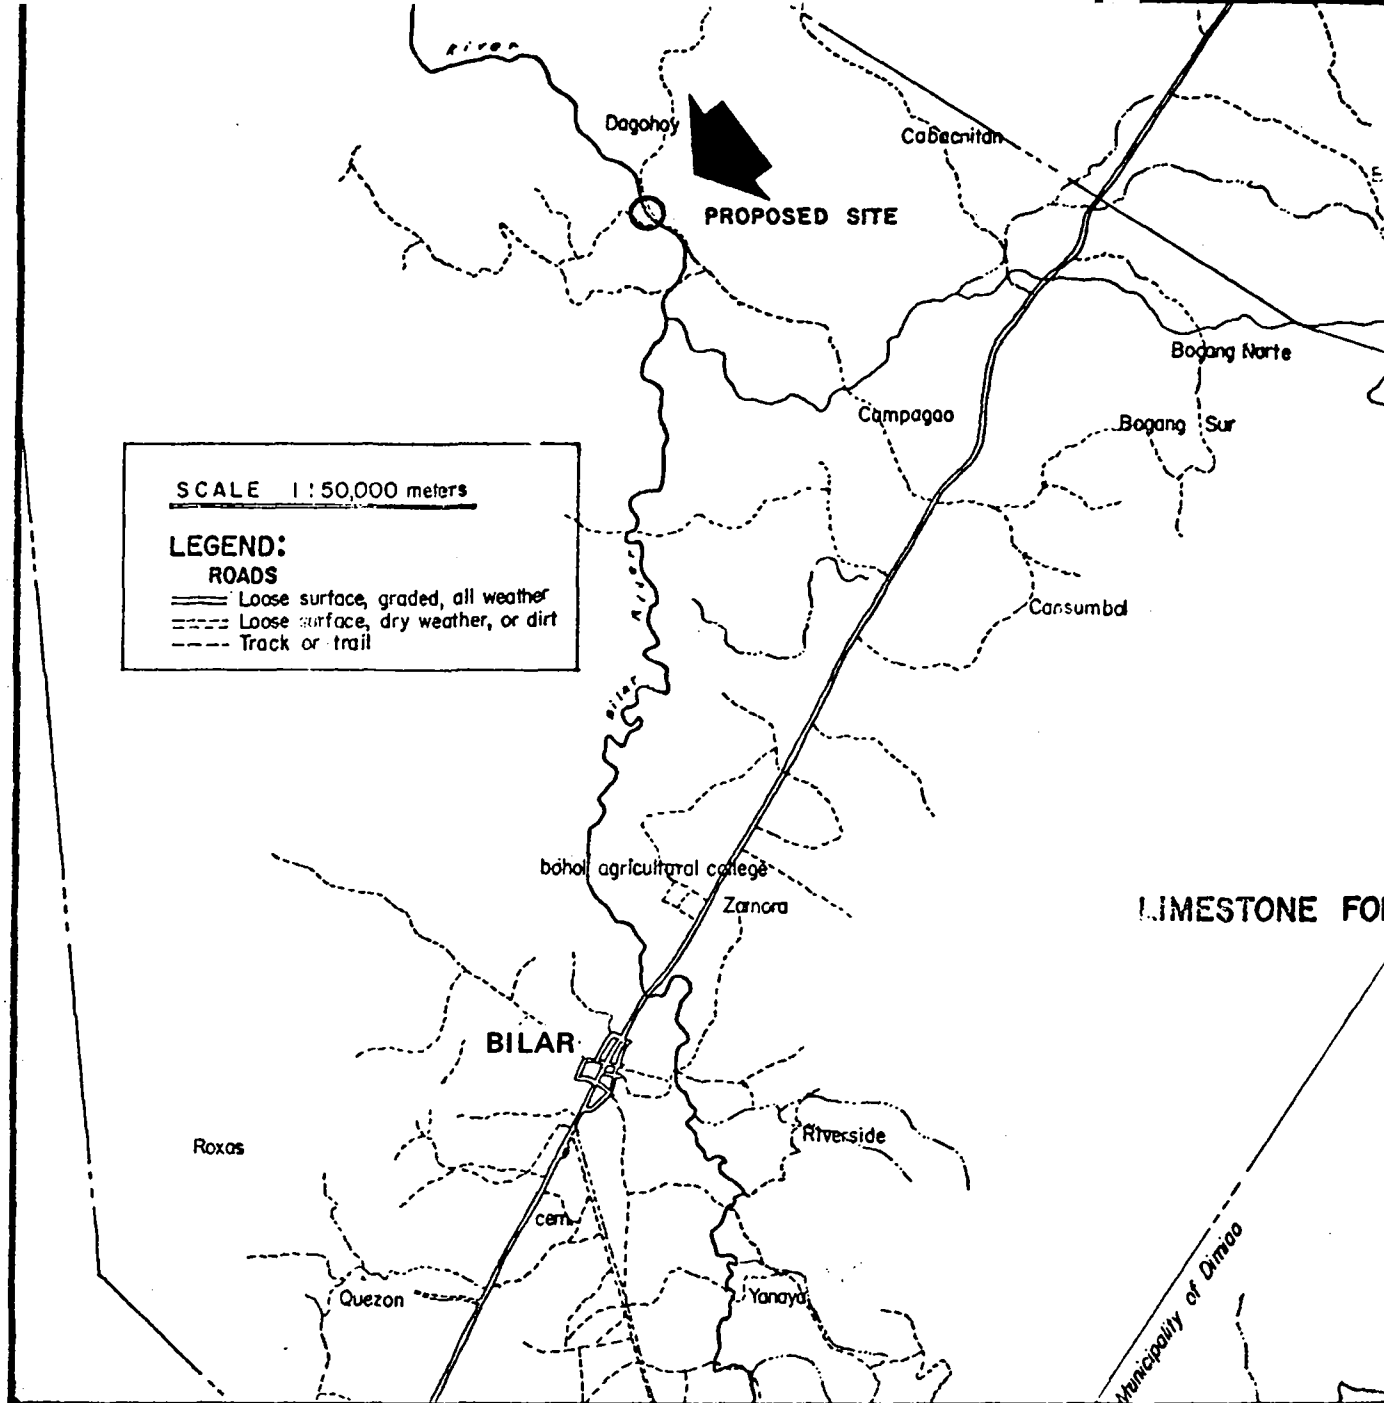 River
Dagohoy
Cabacnitan
PROPOSED SITE
Bogang Norte
Campagao
Bogang Sur
SCALE 1:50,000 meters
LEGEND:
ROADS
Loose surface, graded, all weather
Loose surface, dry weather, or dirt
Track or trail
River
Cansumbol
Bilar
bohol agricultural college
Zamora
LIMESTONE FO
BILAR
Riverside
Roxas
cem.
Quezon
Yanaya
Municipality of Dimiao